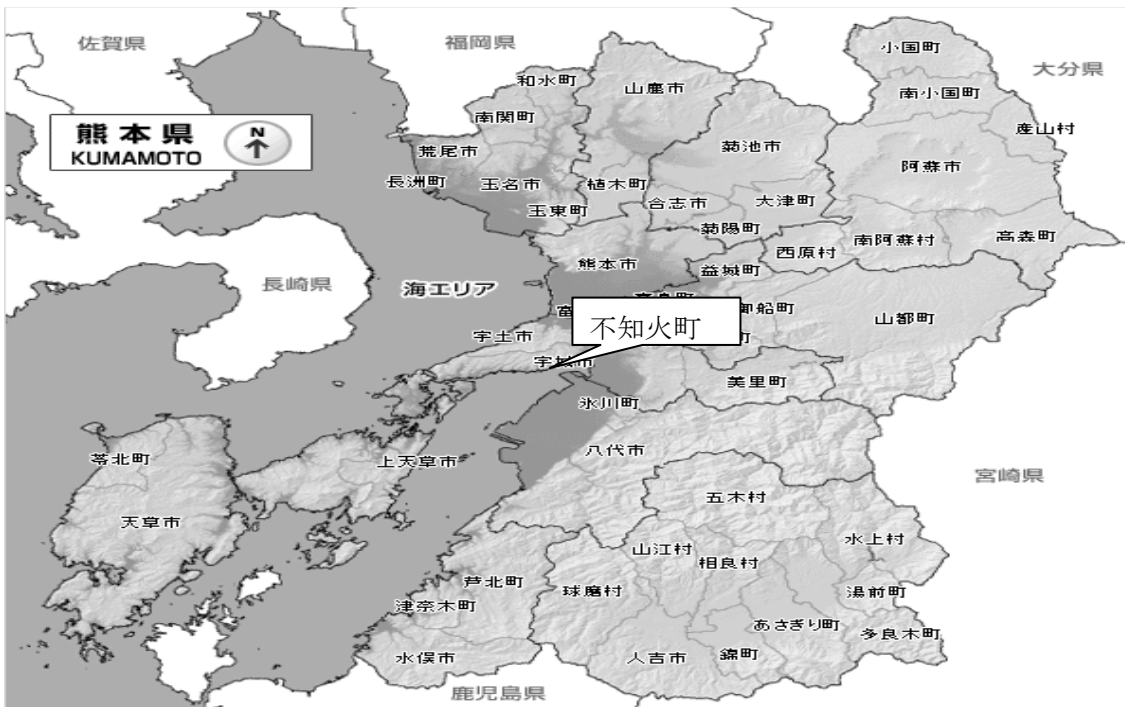 佐賀県
福岡県
大分県
熊本県
KUMAMOTO
N
小国町
南小国町
産山村
和水町
山鹿市
南関町
荒尾市
菊池市
阿蘇市
長洲町
玉名市
植木町
合志市
大津町
玉東町
菊陽町
西原村
南阿蘇村
高森町
熊本市
益城町
長崎県
海エリア
富
御船町
山都町
不知火町
宇土市
町
宇城市
美里町
氷川町
八代市
苓北町
上天草市
宮崎県
五木村
天草市
水上村
山江村
相良村
芦北町
球磨村
湯前町
津奈木町
あさぎり町
多良木町
水俣市
人吉市
錦町
鹿児島県